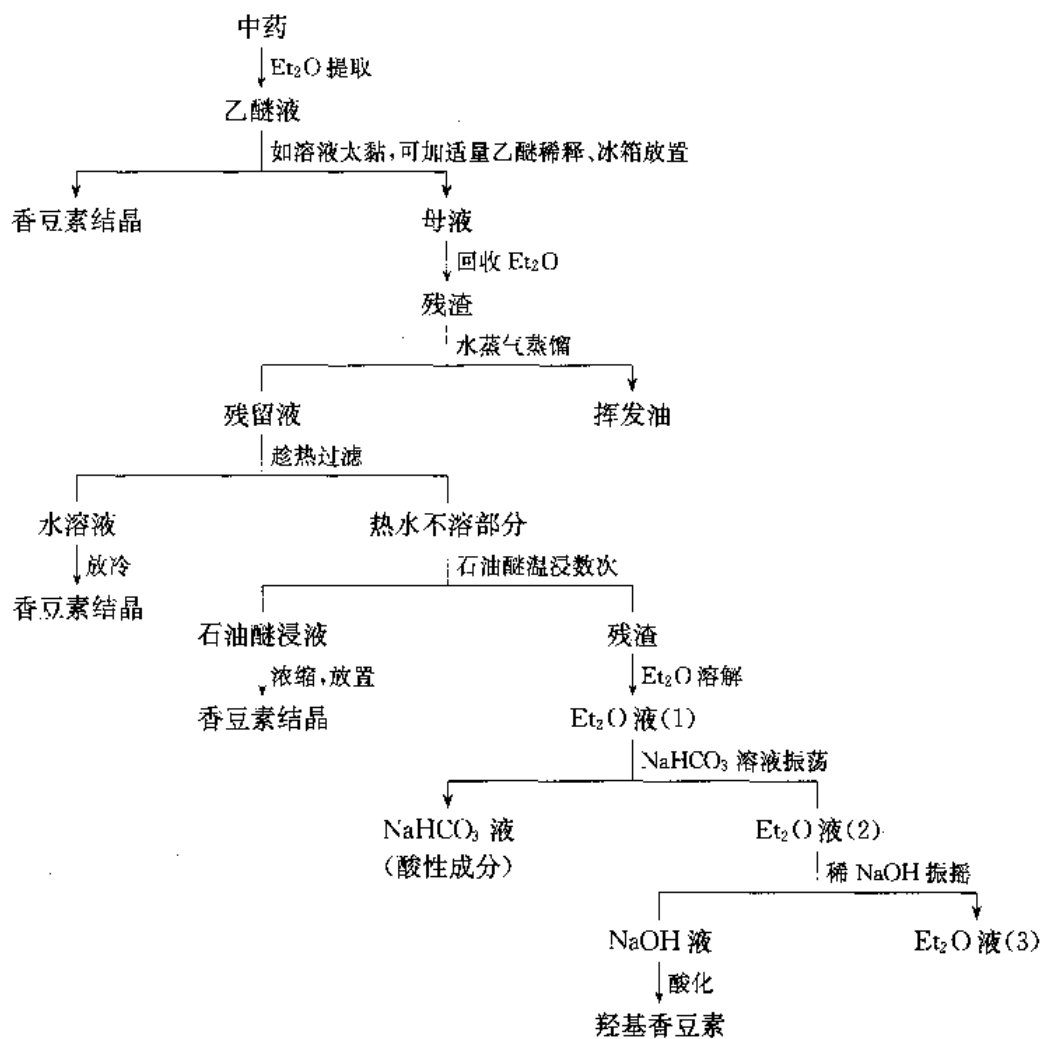 中药
Et₂O 提取
乙醚液
如溶液太黏,可加适量乙醚稀释、冰箱放置
香豆素结晶
母液
回收 Et₂O
残渣
水蒸气蒸馏
残留液
挥发油
趁热过滤
水溶液
热水不溶部分
放冷
石油醚温浸数次
香豆素结晶
石油醚浸液
残渣
浓缩,放置
Et₂O 溶解
香豆素结晶
Et₂O 液(1)
NaHCO₃ 溶液振荡
NaHCO₃ 液
Et₂O 液(2)
(酸性成分)
稀 NaOH 振摇
NaOH 液
Et₂O 液(3)
酸化
羟基香豆素